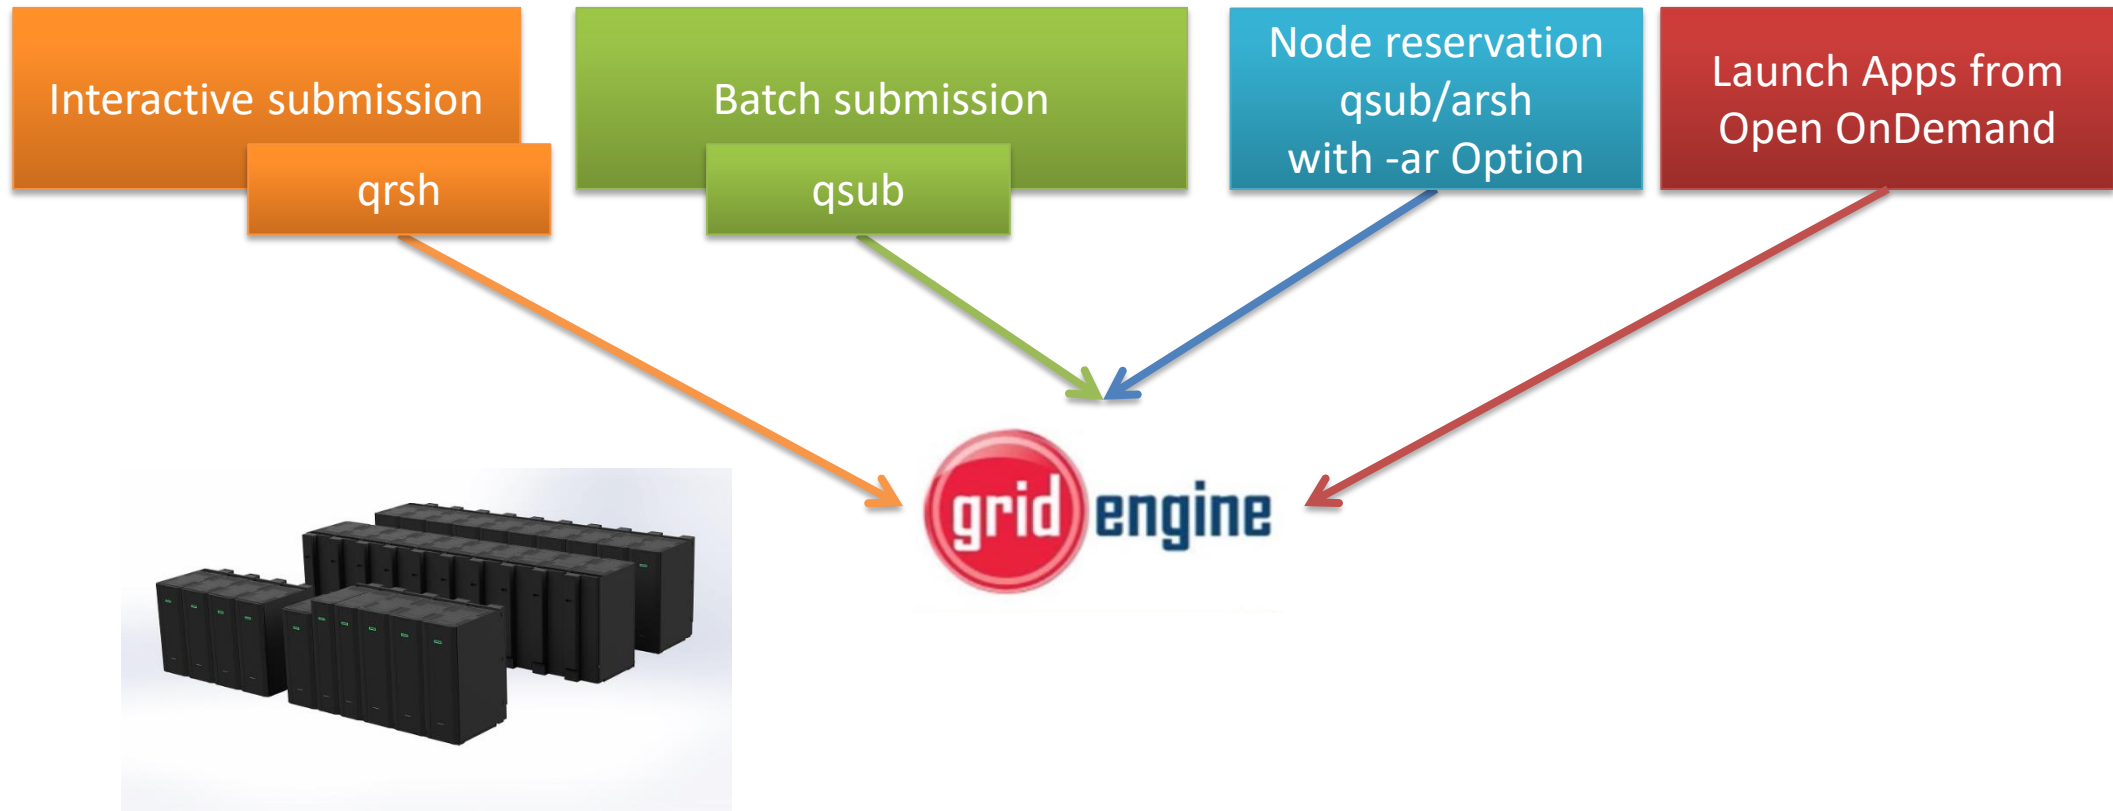 Interactive submission
qrsh
Batch submission
qsub
Node reservation
qsub/arsh
with -ar Option
Launch Apps from
Open OnDemand
grid engine